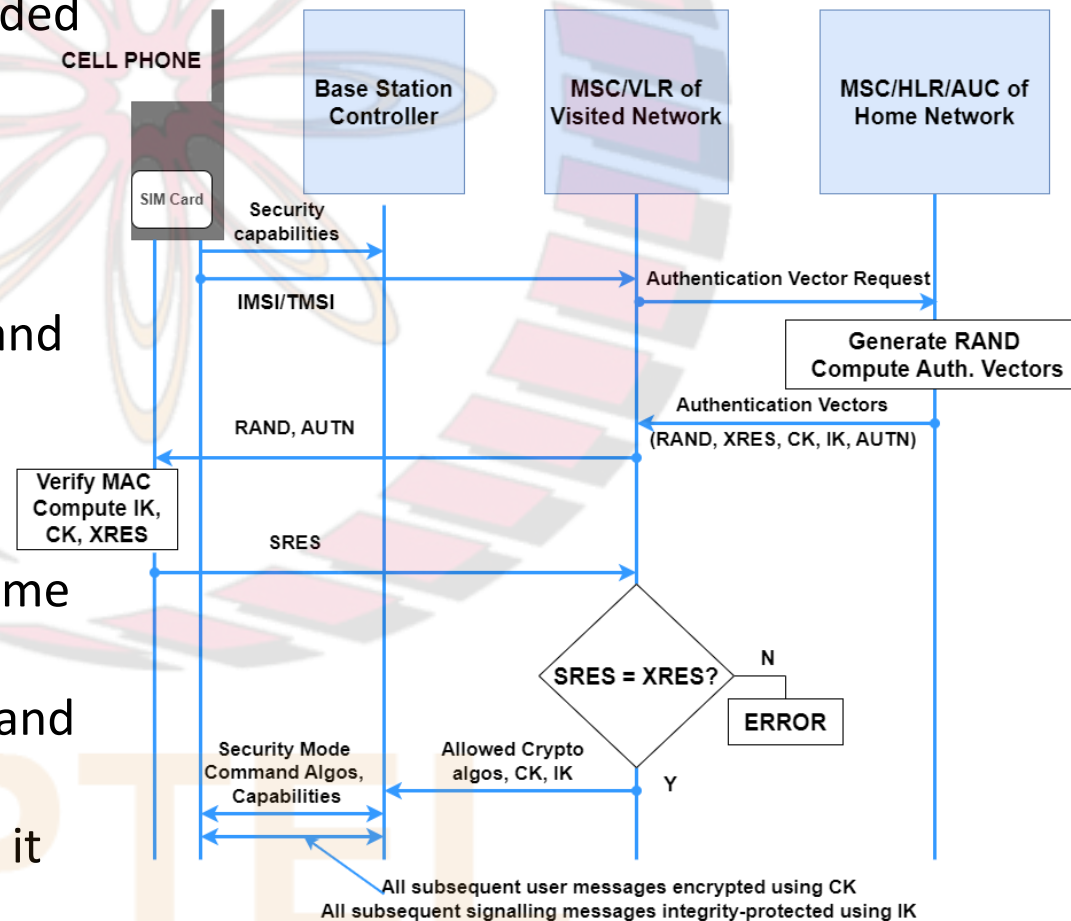 ded
CELL PHONE
Base Station
Controller
MSC/VLR of
Visited Network
MSC/HLR/AUC of
Home Network
SIM Card
Security
capabilities
IMSI/TMSI
Authentication Vector Request
and
Generate RAND
Compute Auth. Vectors
Authentication Vectors
(RAND, XRES, CK, IK, AUTN)
RAND, AUTN
Verify MAC
Compute IK,
CK, XRES
SRES
me
SRES = XRES?
N
ERROR
and
Security Mode
Command Algos,
Capabilities
Allowed Crypto
algos, CK, IK
Y
it
All subsequent user messages encrypted using CK
All subsequent signalling messages integrity-protected using IK
PTEL